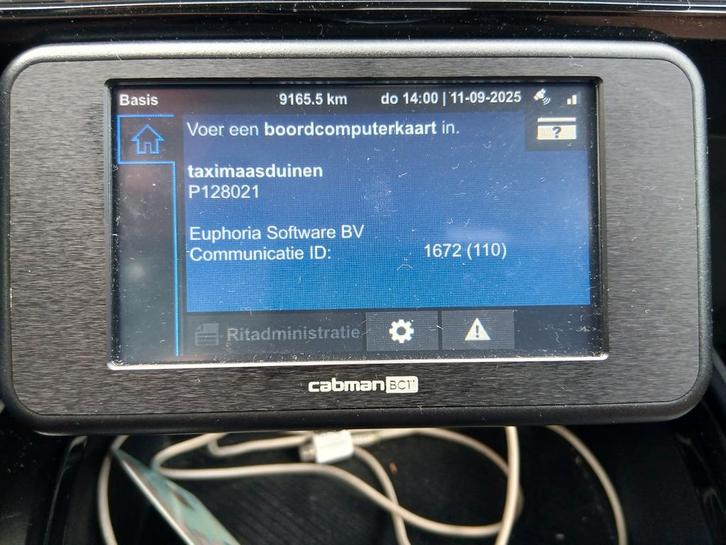 Basis 9165.5 km do 14:00 | 11-09-2025
Voer een boordcomputerkaart in.
?
taximaasduinen
P128021
Euphoria Software BV
Communicatie ID: 1672 (110)
Ritadministratie
cabman BC1